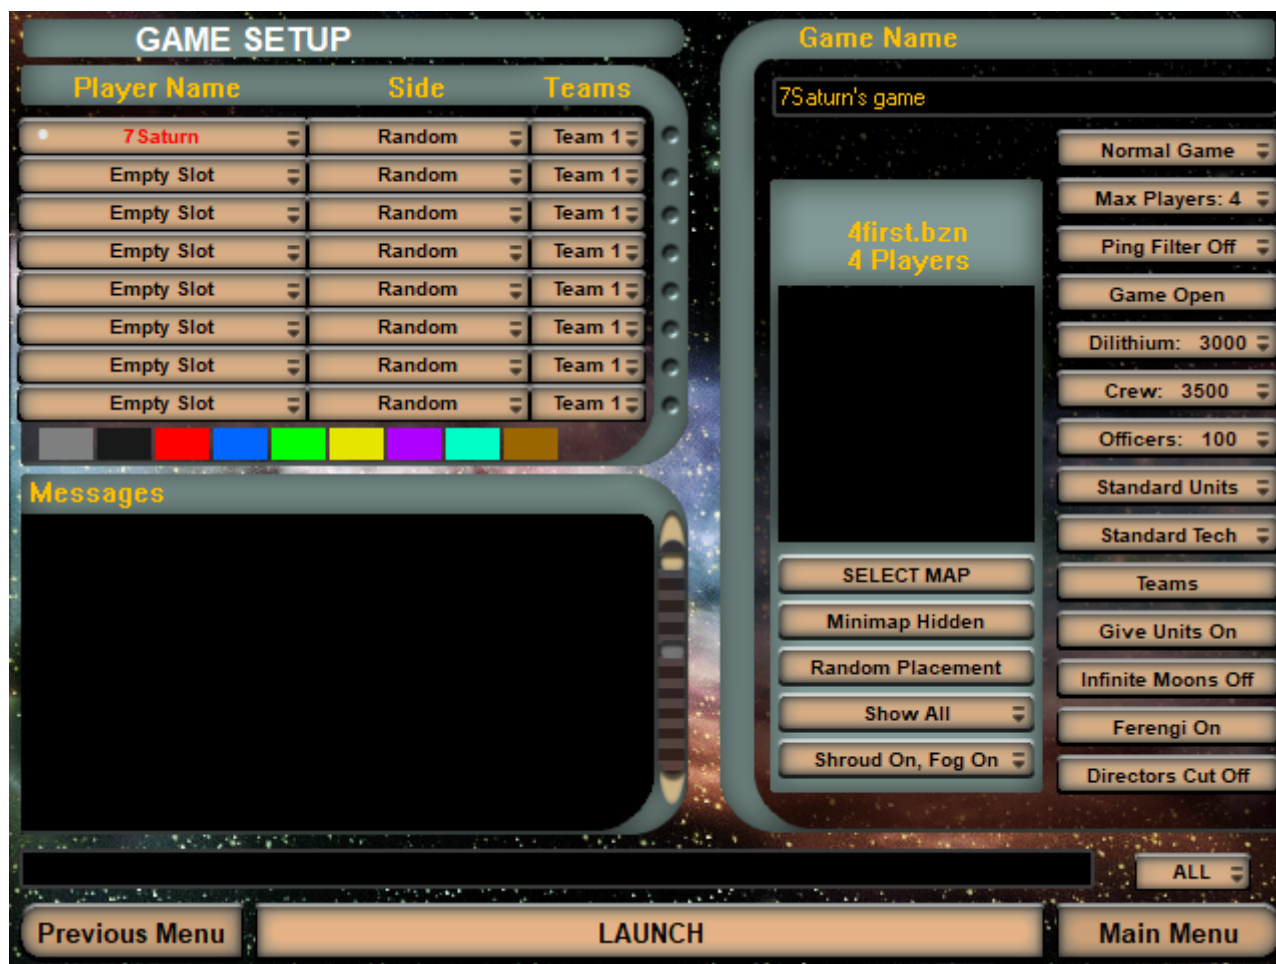 GAME SETUP
Player Name Side Teams
7Saturn Random Team 1
Empty Slot Random Team 1
Empty Slot Random Team 1
Empty Slot Random Team 1
Empty Slot Random Team 1
Empty Slot Random Team 1
Empty Slot Random Team 1
Empty Slot Random Team 1
Messages
Game Name
7Saturn's game
4first.bzn
4 Players
SELECT MAP
Minimap Hidden
Random Placement
Show All
Shroud On, Fog On
Normal Game
Max Players: 4
Ping Filter Off
Game Open
Dilithium: 3000
Crew: 3500
Officers: 100
Standard Units
Standard Tech
Teams
Give Units On
Infinite Moons Off
Ferengi On
Directors Cut Off
ALL
Previous Menu
LAUNCH
Main Menu